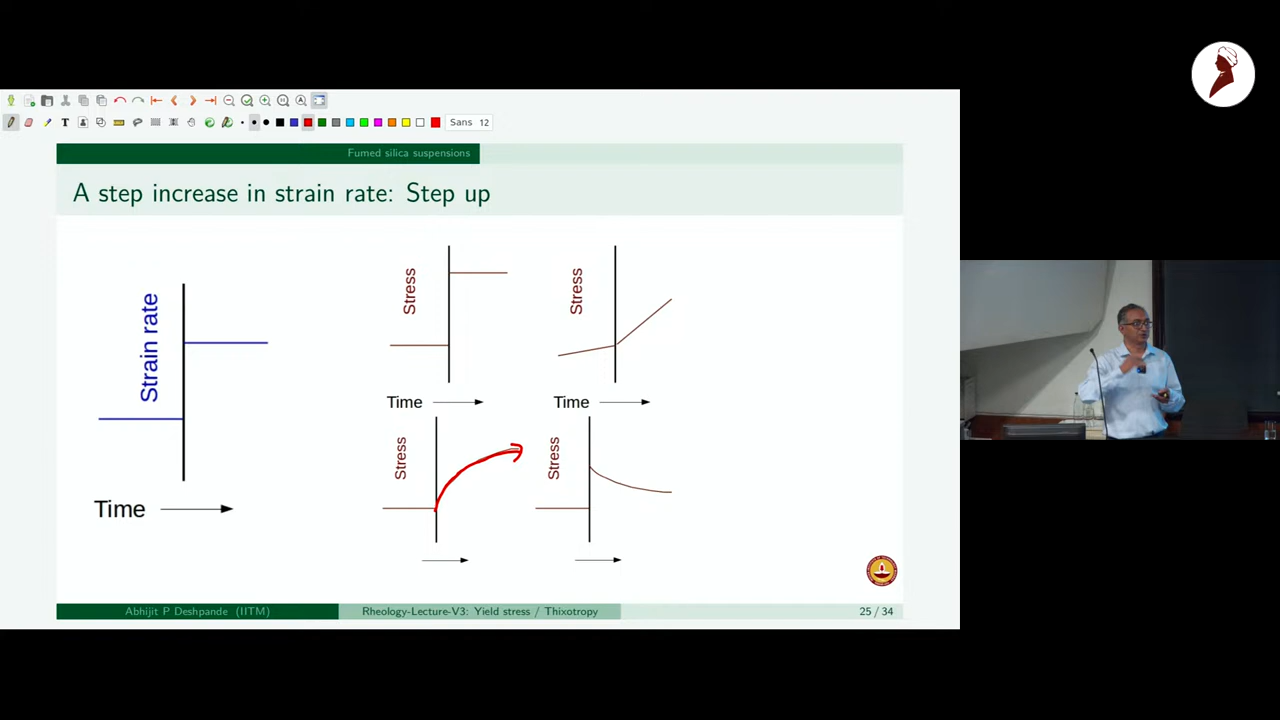 Sans 12
Fumed silica suspensions
A step increase in strain rate: Step up
Strain rate
Time
Stress
Time
Stress
Time
Stress
Stress
Abhijit P Deshpande (IITM)
Rheology-Lecture-V3: Yield stress / Thixotropy
25 / 34